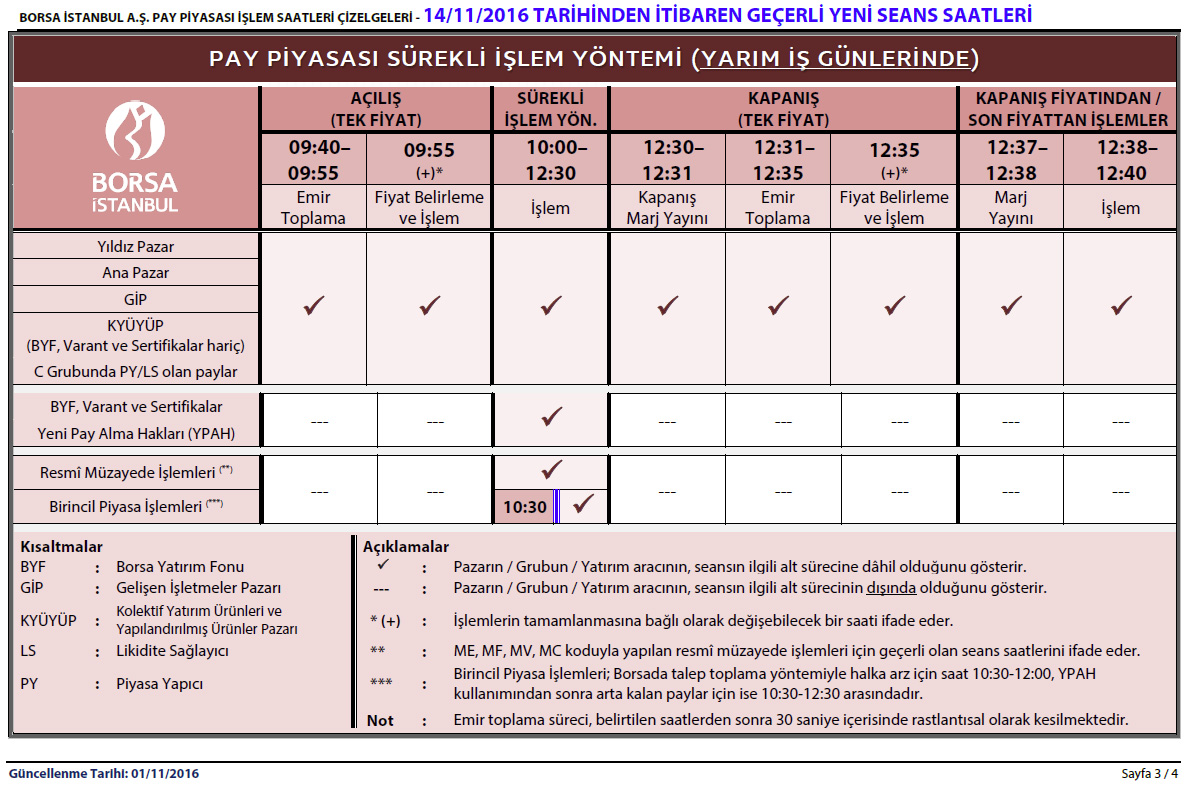 BORSA İSTANBUL A.Ş. PAY PİYASASI İŞLEM SAATLERİ ÇİZELGELERİ - 14/11/2016 TARİHİNDEN İTİBAREN GEÇERLİ YENİ SEANS SAATLERİ
PAY PİYASASI SÜREKLİ İŞLEM YÖNTEMİ (YARIM İŞ GÜNLERİNDE)
BORSA
İSTANBUL
AÇILIŞ
(TEK FİYAT)
SÜREKLİ
İŞLEM YÖN.
KAPANIŞ
(TEK FİYAT)
KAPANIŞ FİYATINDAN /
SON FİYATTAN İŞLEMLER
09:40–
09:55
09:55
(+)*
10:00–
12:30
12:30–
12:31
12:31–
12:35
12:35
(+)*
12:37–
12:38
12:38–
12:40
Emir
Toplama
Fiyat Belirleme
ve İşlem
İşlem
Kapanış
Marj Yayını
Emir
Toplama
Fiyat Belirleme
ve İşlem
Marj
Yayını
İşlem
Yıldız Pazar
Ana Pazar
GİP
KYÜYÜP
(BYF, Varant ve Sertifikalar hariç)
C Grubunda PY/LS olan paylar
✓ ✓ ✓ ✓ ✓ ✓ ✓ ✓
BYF, Varant ve Sertifikalar
Yeni Pay Alma Hakları (YPAH)
--- --- ✓ --- --- --- --- ---
Resmî Müzayede İşlemleri (**)
✓
Birincil Piyasa İşlemleri (***)
--- --- 10:30 ✓ --- --- --- --- ---
Kısaltmalar
BYF : Borsa Yatırım Fonu
GİP : Gelişen İşletmeler Pazarı
KYÜYÜP : Kolektif Yatırım Ürünleri ve
Yapılandırılmış Ürünler Pazarı
LS : Likidite Sağlayıcı
PY : Piyasa Yapıcı
Açıklamalar
✓ : Pazarın / Grubun / Yatırım aracının, seansın ilgili alt sürecine dâhil olduğunu gösterir.
--- : Pazarın / Grubun / Yatırım aracının, seansın ilgili alt sürecinin dışında olduğunu gösterir.
* (+) : İşlemlerin tamamlanmasına bağlı olarak değişebilecek bir saati ifade eder.
** : ME, MF, MV, MC koduyla yapılan resmî müzayede işlemleri için geçerli olan seans saatlerini ifade eder.
*** : Birincil Piyasa İşlemleri; Borsada talep toplama yöntemiyle halka arz için saat 10:30-12:00, YPAH
kullanımından sonra arta kalan paylar için ise 10:30-12:30 arasındadır.
Not : Emir toplama süreci, belirtilen saatlerden sonra 30 saniye içerisinde rastlantısal olarak kesilmektedir.
Güncellenme Tarihi: 01/11/2016
Sayfa 3 / 4